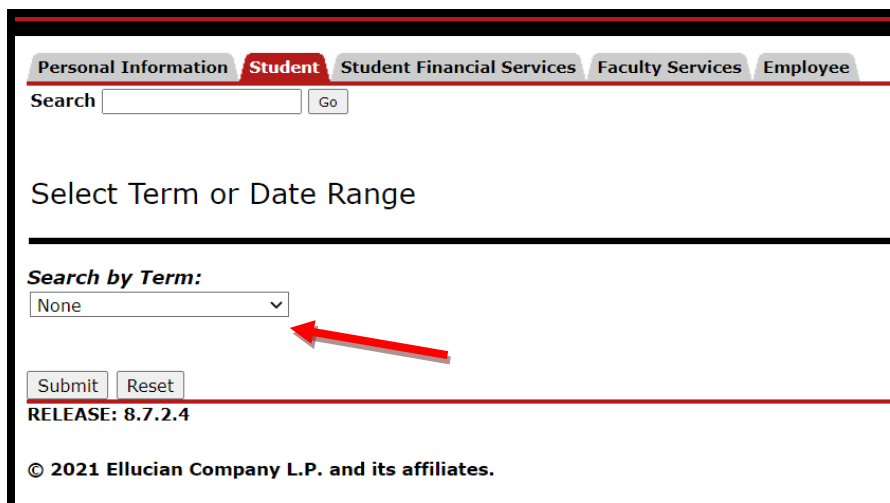 Personal Information Student Student Financial Services Faculty Services Employee
Search Go
Select Term or Date Range
Search by Term:
None
Submit Reset
RELEASE: 8.7.2.4
© 2021 Ellucian Company L.P. and its affiliates.